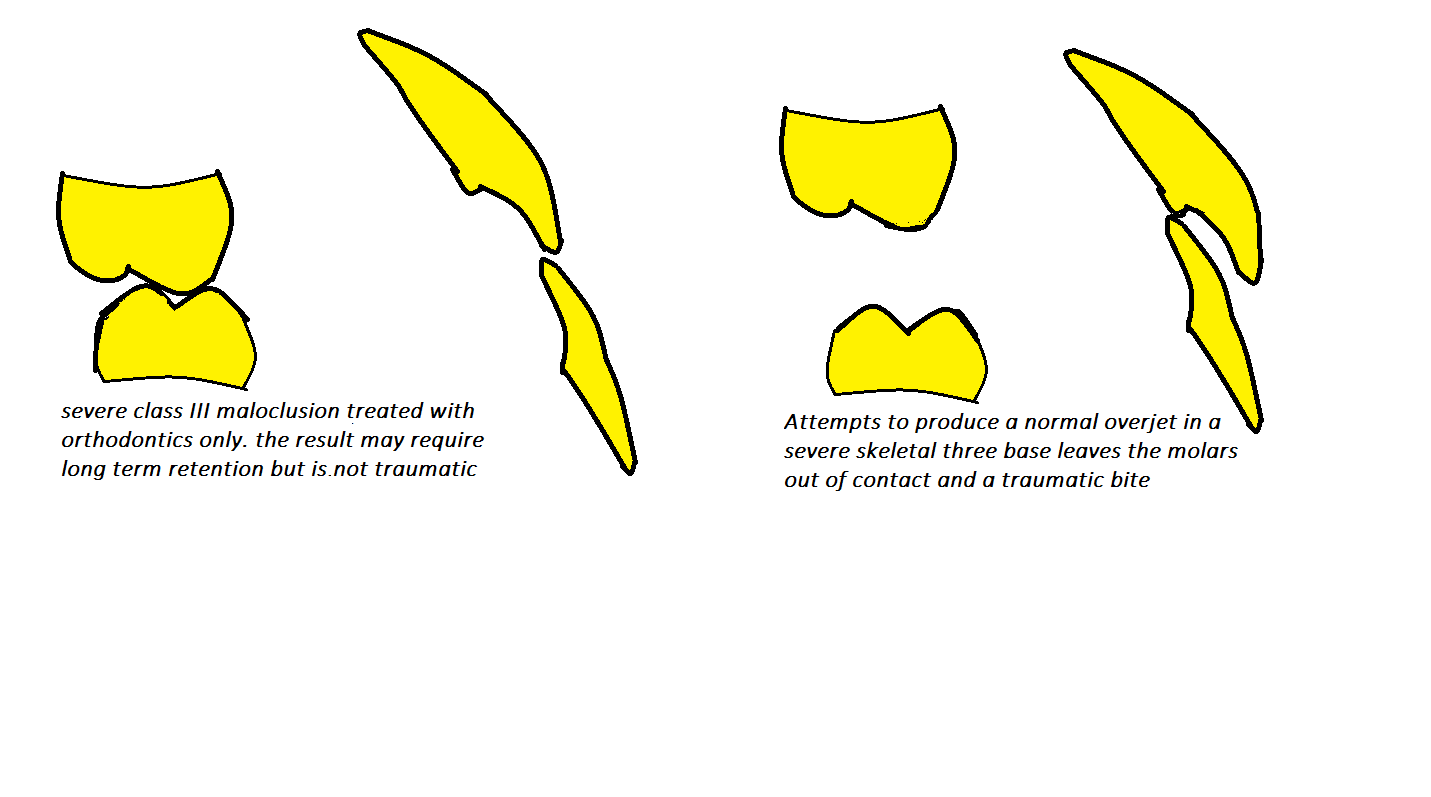 severe class III maloclusion treated with
orthodontics only. the result may require
long term retention but is.not traumatic
Attempts to produce a normal overjet in a
severe skeletal three base leaves the molars
out of contact and a traumatic bite